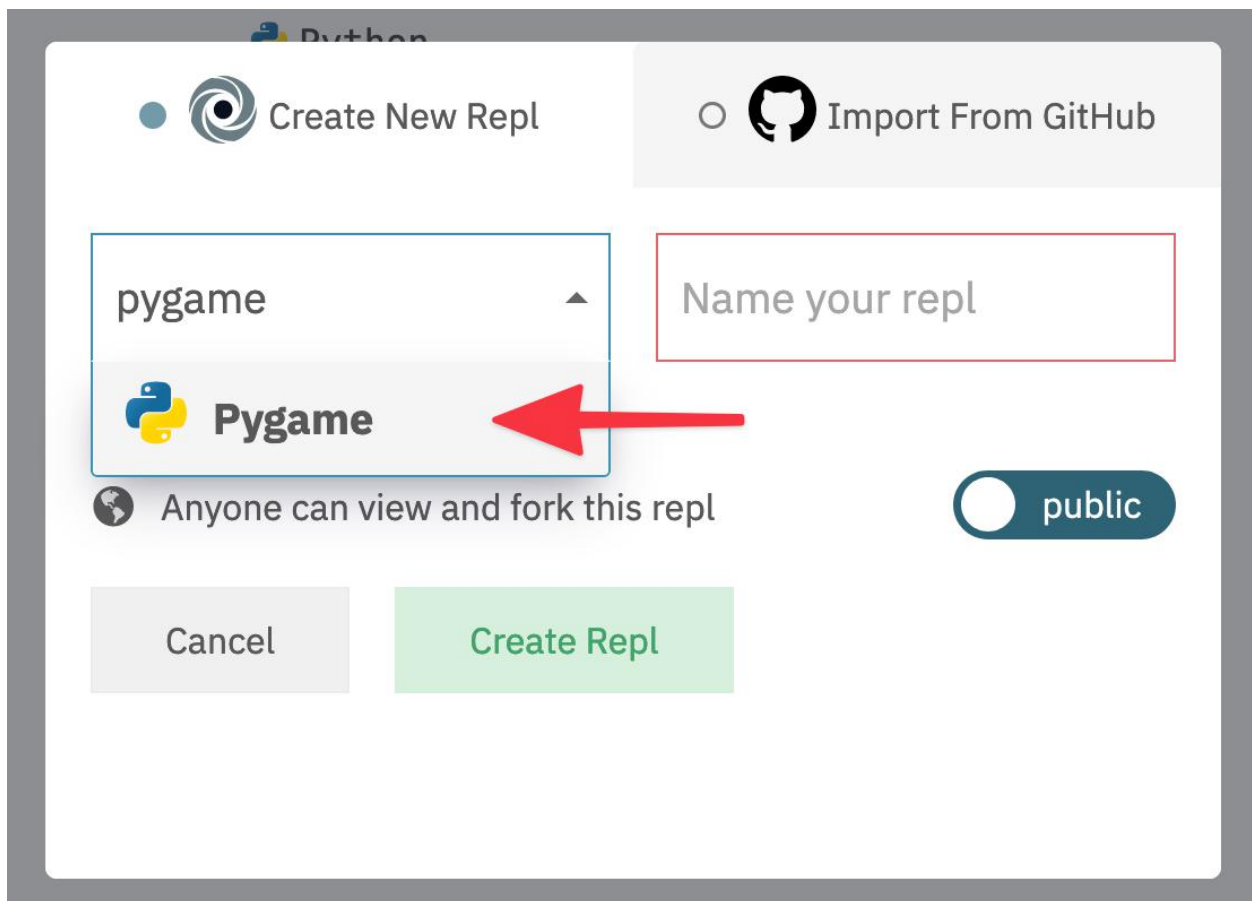 Python
Create New Repl
Import From GitHub
pygame
Name your repl
Pygame
Anyone can view and fork this repl
public
Cancel
Create Repl